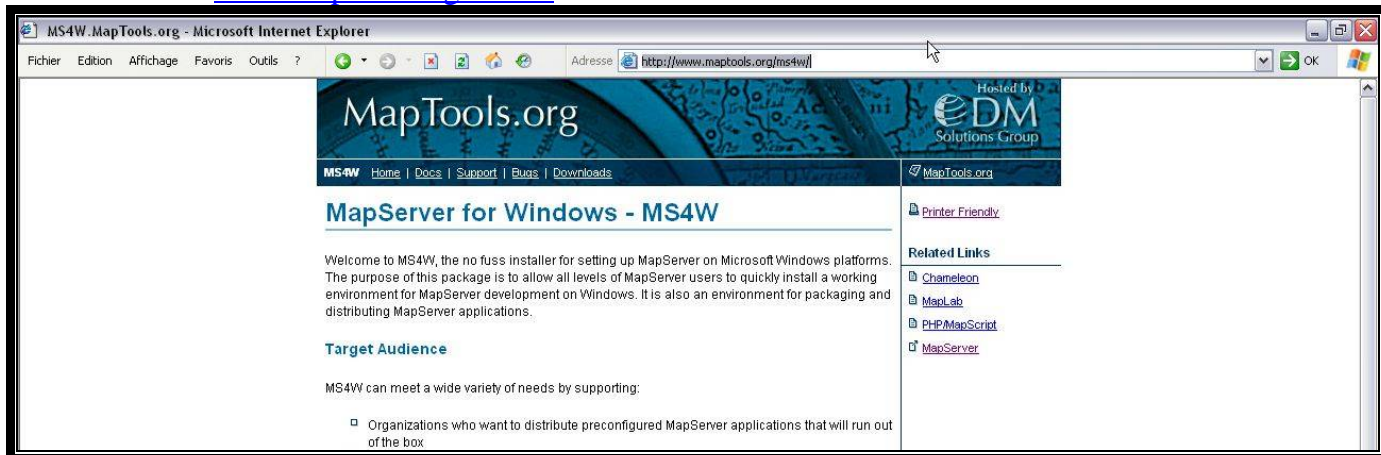 MS4W.MapTools.org - Microsoft Internet Explorer
Fichier Edition Affichage Favoris Outils ?
Adresse http://www.maptools.org/ms4w/
OK
MapTools.org
Hosted by
DM
Solutions Group
MS4W Home | Docs | Support | Bugs | Downloads
MapTools.org
MapServer for Windows - MS4W
Welcome to MS4W, the no fuss installer for setting up MapServer on Microsoft Windows platforms.
The purpose of this package is to allow all levels of MapServer users to quickly install a working
environment for MapServer development on Windows. It is also an environment for packaging and
distributing MapServer applications.
Target Audience
MS4W can meet a wide variety of needs by supporting:
Organizations who want to distribute preconfigured MapServer applications that will run out
of the box
Printer Friendly
Related Links
Chameleon
MapLab
PHP/MapScript
MapServer